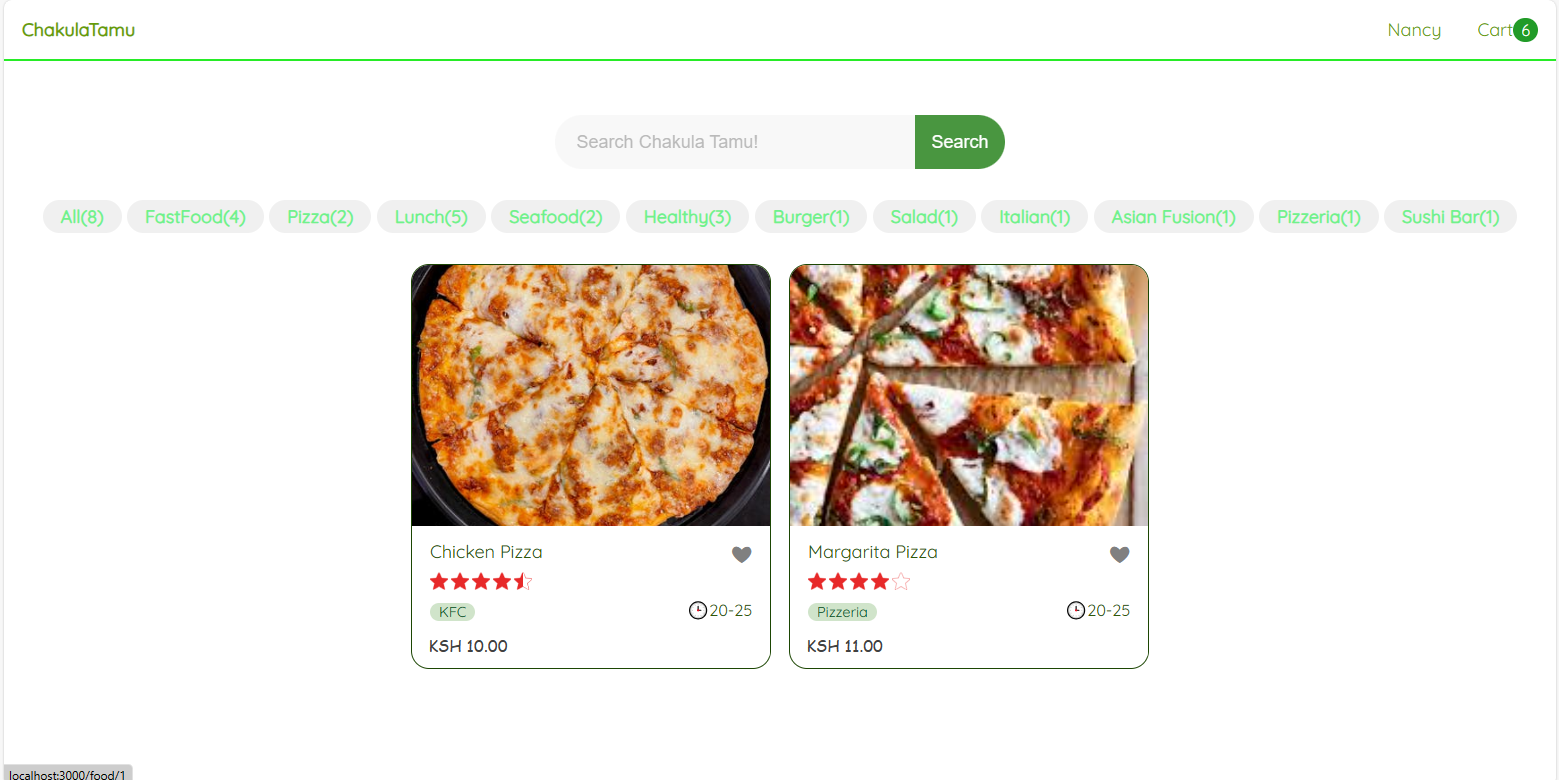 ChakulaTamu
Nancy
Cart 6
Search Chakula Tamu!
Search
All(8) FastFood(4) Pizza(2) Lunch(5) Seafood(2) Healthy(3) Burger(1) Salad(1) Italian(1) Asian Fusion(1) Pizzeria(1) Sushi Bar(1)
Chicken Pizza
KFC
20-25
KSH 10.00
Margarita Pizza
Pizzeria
20-25
KSH 11.00
localhost:3000/food/1